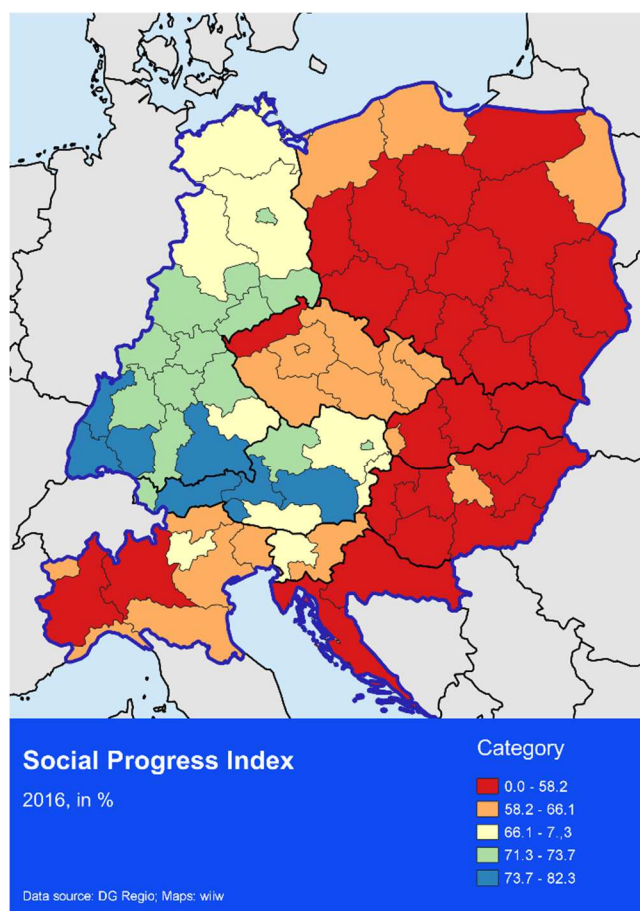 Social Progress Index
2016, in %
Data source: DG Regio; Maps: wiiw
Category
0.0 - 58.2
58.2 - 66.1
66.1 - 7.,3
71.3 - 73.7
73.7 - 82.3